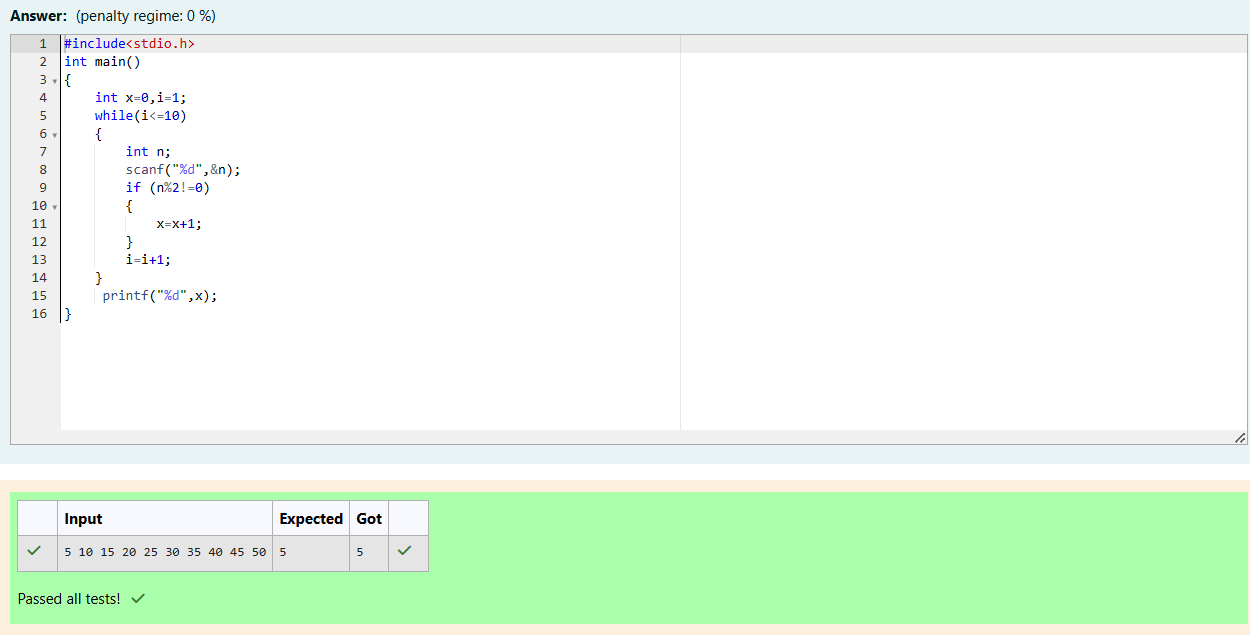 Answer: (penalty regime: 0 %)
1 #include<stdio.h>
2 int main()
3 {
4     int x=0,i=1;
5     while(i<=10)
6     {
7         int n;
8         scanf("%d",&n);
9         if (n%2!=0)
10         {
11             x=x+1;
12         }
13         i=i+1;
14     }
15      printf("%d",x);
16 }
Input Expected Got
5 10 15 20 25 30 35 40 45 50 5 5
Passed all tests!